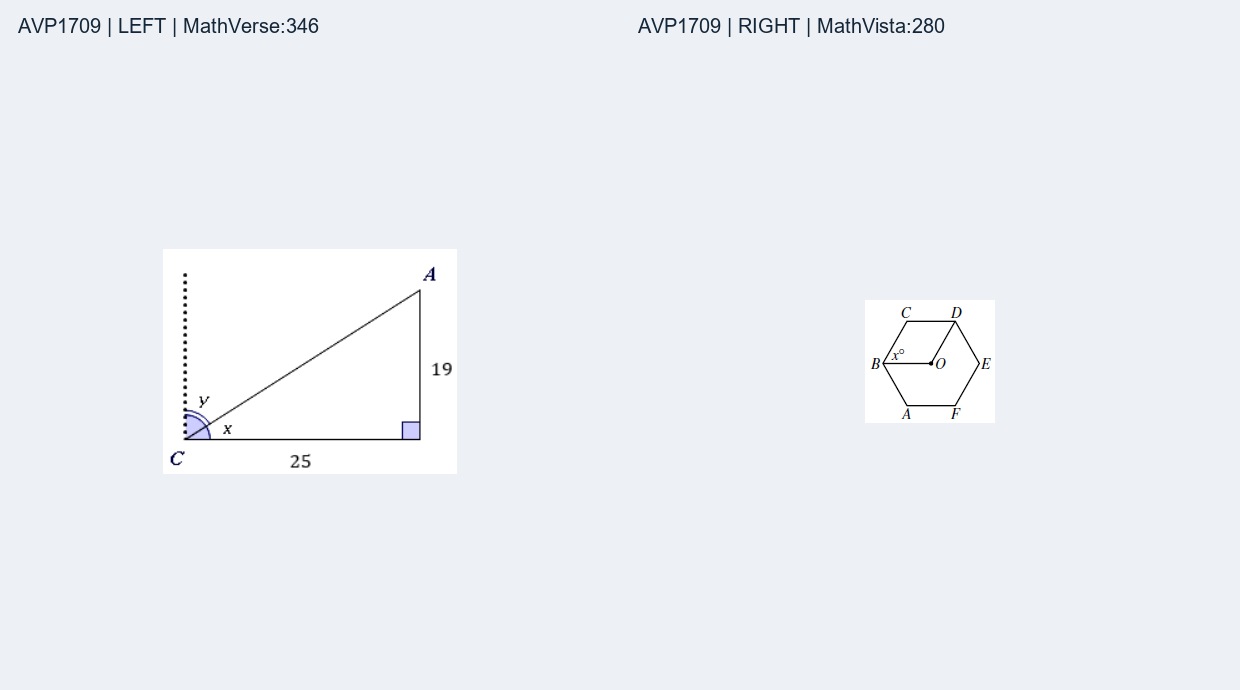 AVP1709 | LEFT | MathVerse:346
AVP1709 | RIGHT | MathVista:280
A
19
y
x
C
25
C D
B x° O E
A F